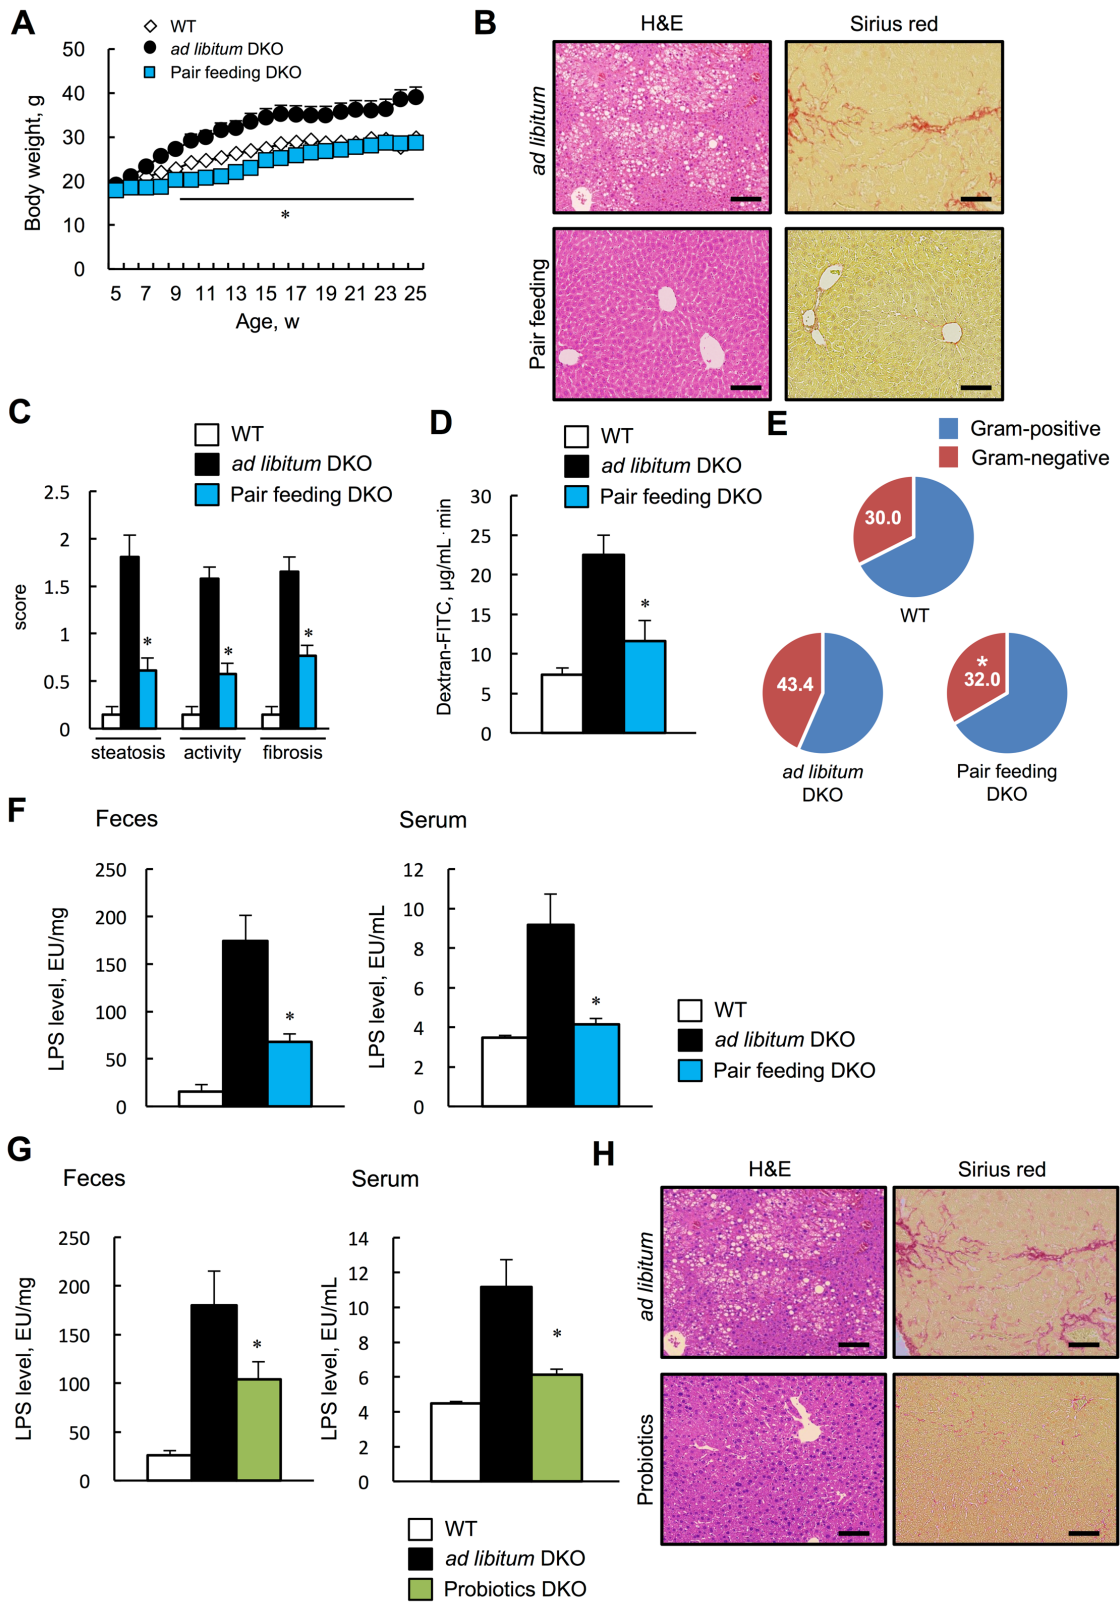 A
WT
ad libitum DKO
Pair feeding DKO
Body weight, g
50
40
30
20
10
0
5 7 9 11 13 15 17 19 21 23 25
*
Age, w
B
H&E
Sirius red
ad libitum
Pair feeding
C
WT
ad libitum DKO
Pair feeding DKO
score
2.5
2
1.5
1
0.5
0
* * *
steatosis activity fibrosis
D
WT
ad libitum DKO
Pair feeding DKO
Dextran-FITC, µg/mL·min
30
25
20
15
10
5
0
*
E
Gram-positive
Gram-negative
30.0
WT
43.4
ad libitum
DKO
*
32.0
Pair feeding
DKO
F
Feces
LPS level, EU/mg
250
200
150
100
50
0
*
Serum
LPS level, EU/mL
12
10
8
6
4
2
0
*
WT
ad libitum DKO
Pair feeding DKO
G
Feces
LPS level, EU/mg
250
200
150
100
50
0
*
Serum
LPS level, EU/mL
14
12
10
8
6
4
2
0
*
WT
ad libitum DKO
Probiotics DKO
H
H&E
Sirius red
ad libitum
Probiotics